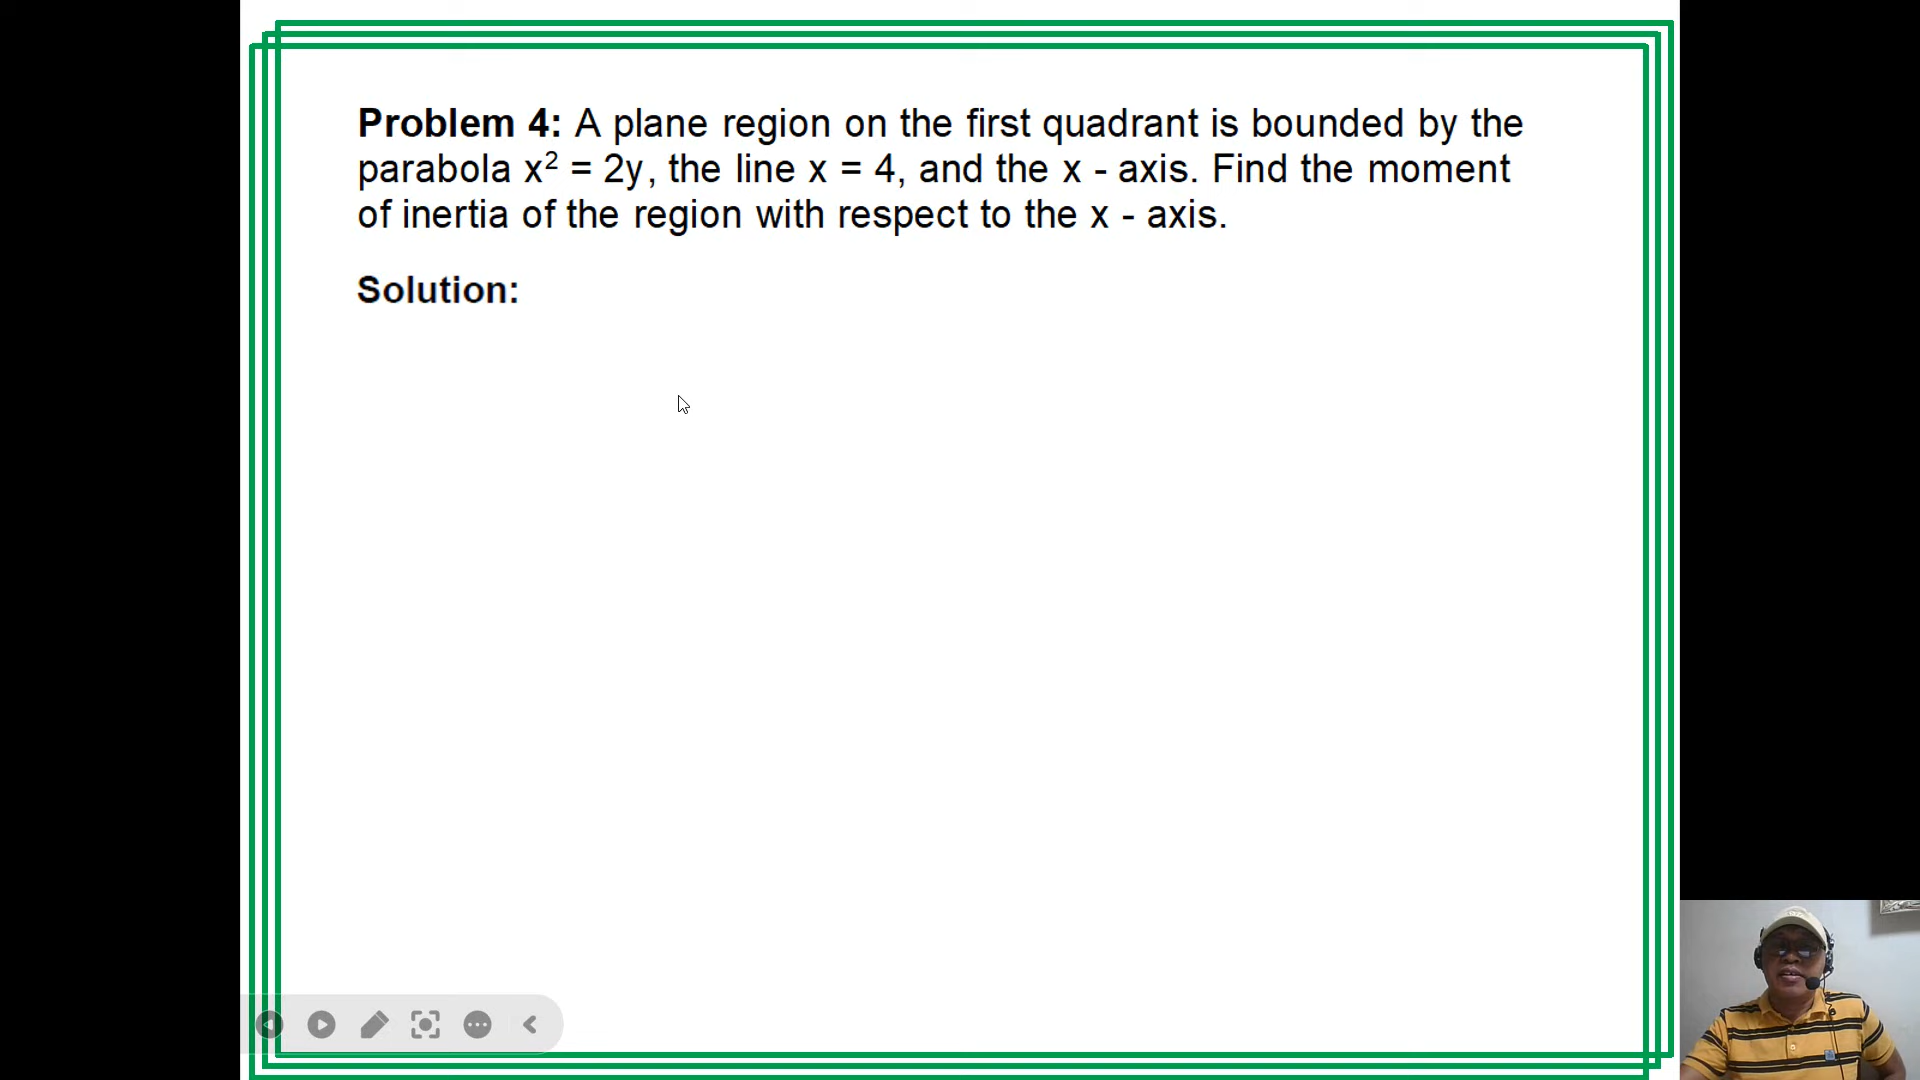 Problem 4: A plane region on the first quadrant is bounded by the
parabola x² = 2y, the line x = 4, and the x - axis. Find the moment
of inertia of the region with respect to the x - axis.
Solution: